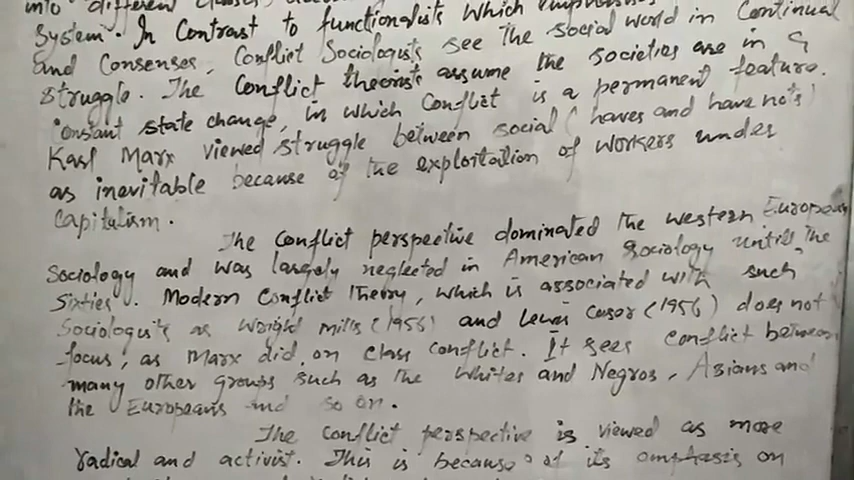 into different classes,
System. In Contrast to functionalists which emphasis
and Consenses, Conflict Sociologists see the social world in Continual
struggle. The Conflict theorists assume the societies are in a
Constant state change, in which Conflict is a permanent feature.
Karl Marx viewed struggle between social (haves and have nots)
as inevitable because of the exploitation of workers under
Capitalism.
The Conflict perspective dominated the western European
Sociology and was largely neglected in American Sociology untill the
Sixties. Modern Conflict Theory, which is associated with such
Sociologists as Wright Mills (1956) and Lewis Coser (1956) does not
focus, as Marx did, on Class Conflict. It sees Conflict between
many other groups such as the Whites and Negros, Asians and
the Europeans and so on.
The Conflict perspective is viewed as more
radical and activist. This is because of its emphasis on